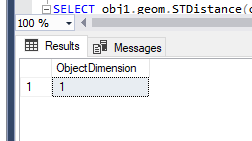 SELECT obj1.geom.STDistance(
100 %
Results Messages
ObjectDimension
1 1